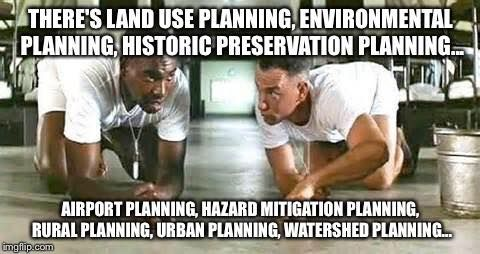 THERE'S LAND USE PLANNING, ENVIRONMENTAL
PLANNING, HISTORIC PRESERVATION PLANNING...
AIRPORT PLANNING, HAZARD MITIGATION PLANNING,
RURAL PLANNING, URBAN PLANNING, WATERSHED PLANNING...
imgflip.com